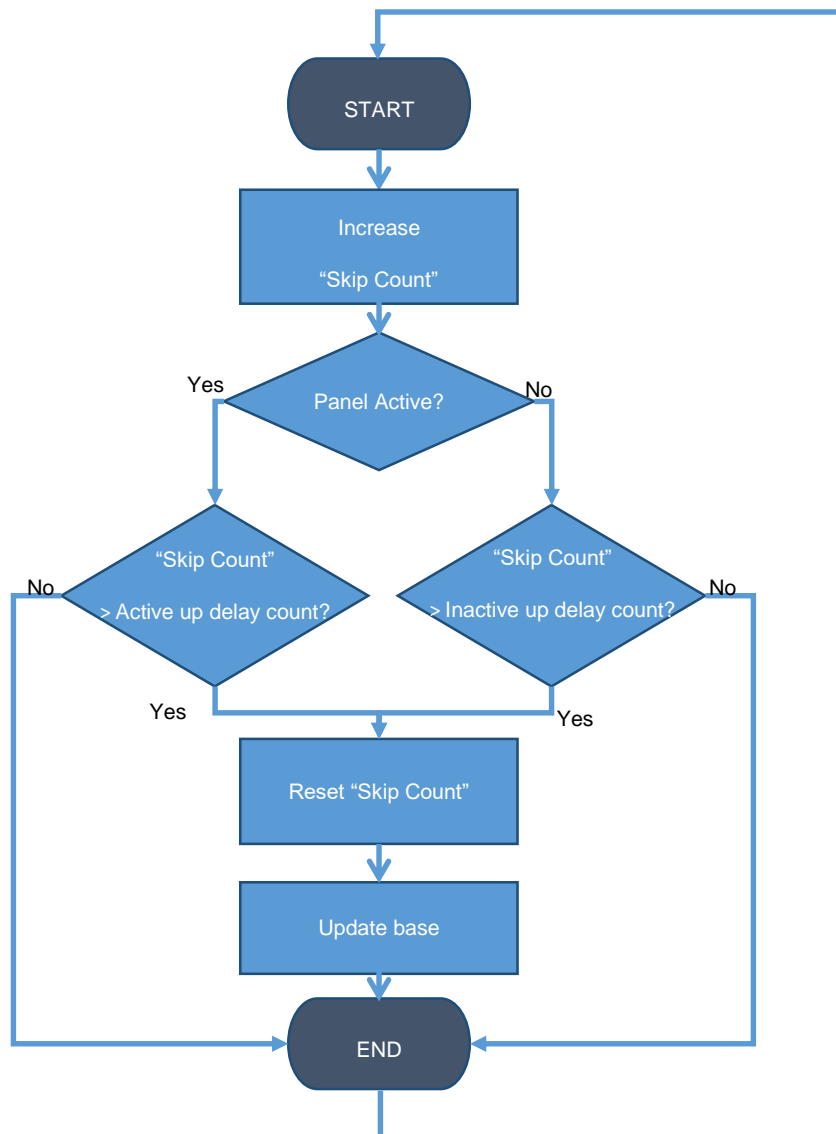 START
Increase
“Skip Count”
Panel Active?
Yes
No
“Skip Count”
> Active up delay count?
“Skip Count”
> Inactive up delay count?
No
No
Yes
Yes
Reset “Skip Count”
Update base
END